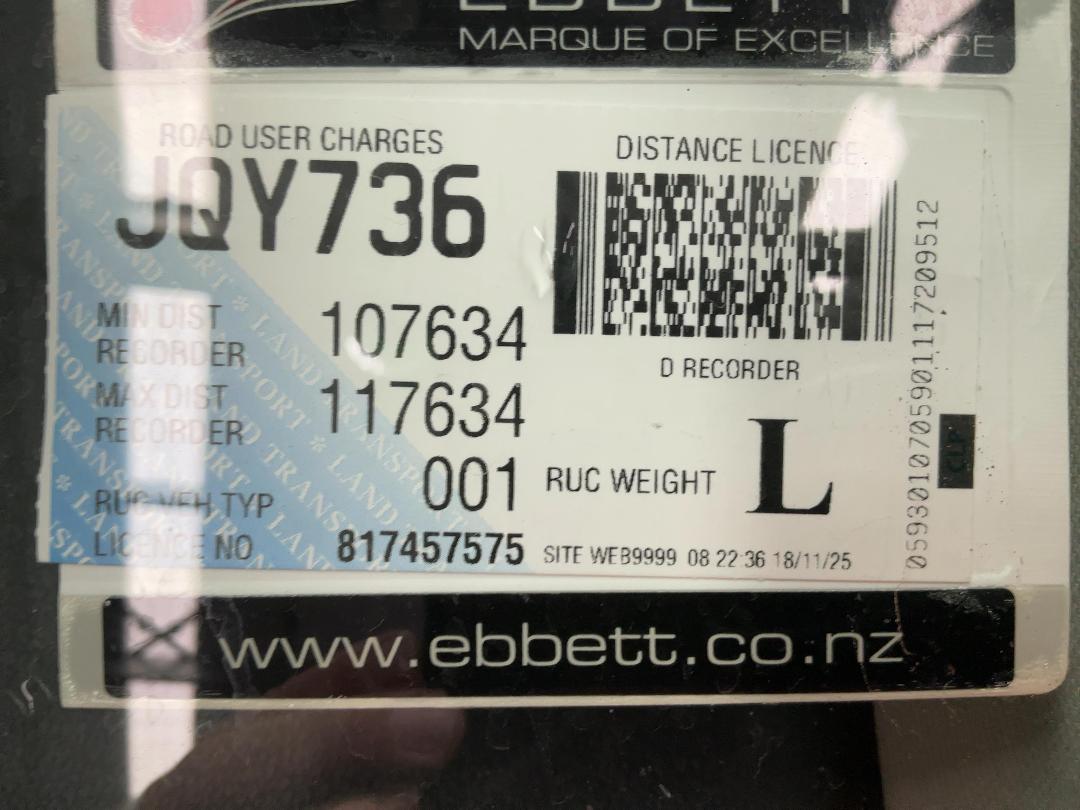 EBBETT
MARQUE OF EXCELLENCE
ROAD USER CHARGES
JQY736
DISTANCE LICENCE
MIN DIST
RECORDER 107634
MAX DIST
RECORDER 117634
D RECORDER
RUC VEH TYP 001
RUC WEIGHT L
LICENCE NO 817457575
SITE WEB9999 08 22:36 18/11/25
CLP
www.ebbett.co.nz